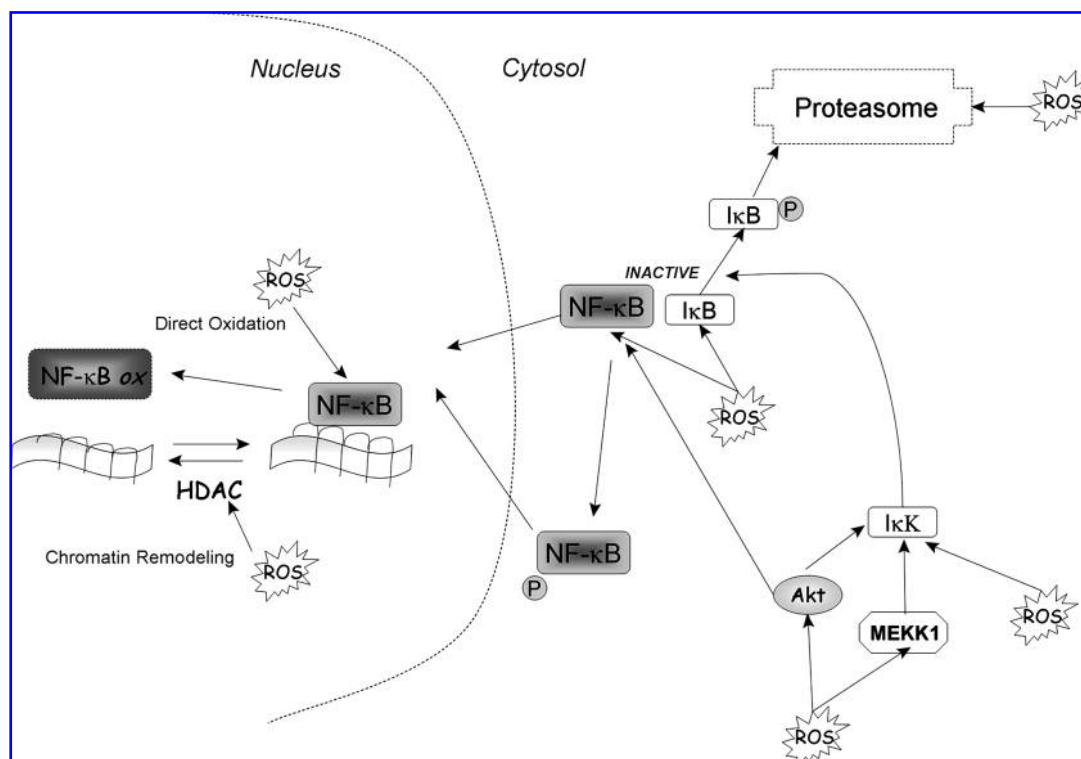 Nucleus
Cytosol
Proteasome
ROS
IκB
P
INACTIVE
NF-κB
IκB
ROS
Direct Oxidation
NF-κB ox
NF-κB
ROS
HDAC
IκK
Chromatin Remodeling
ROS
NF-κB
P
Akt
ROS
MEKK1
ROS